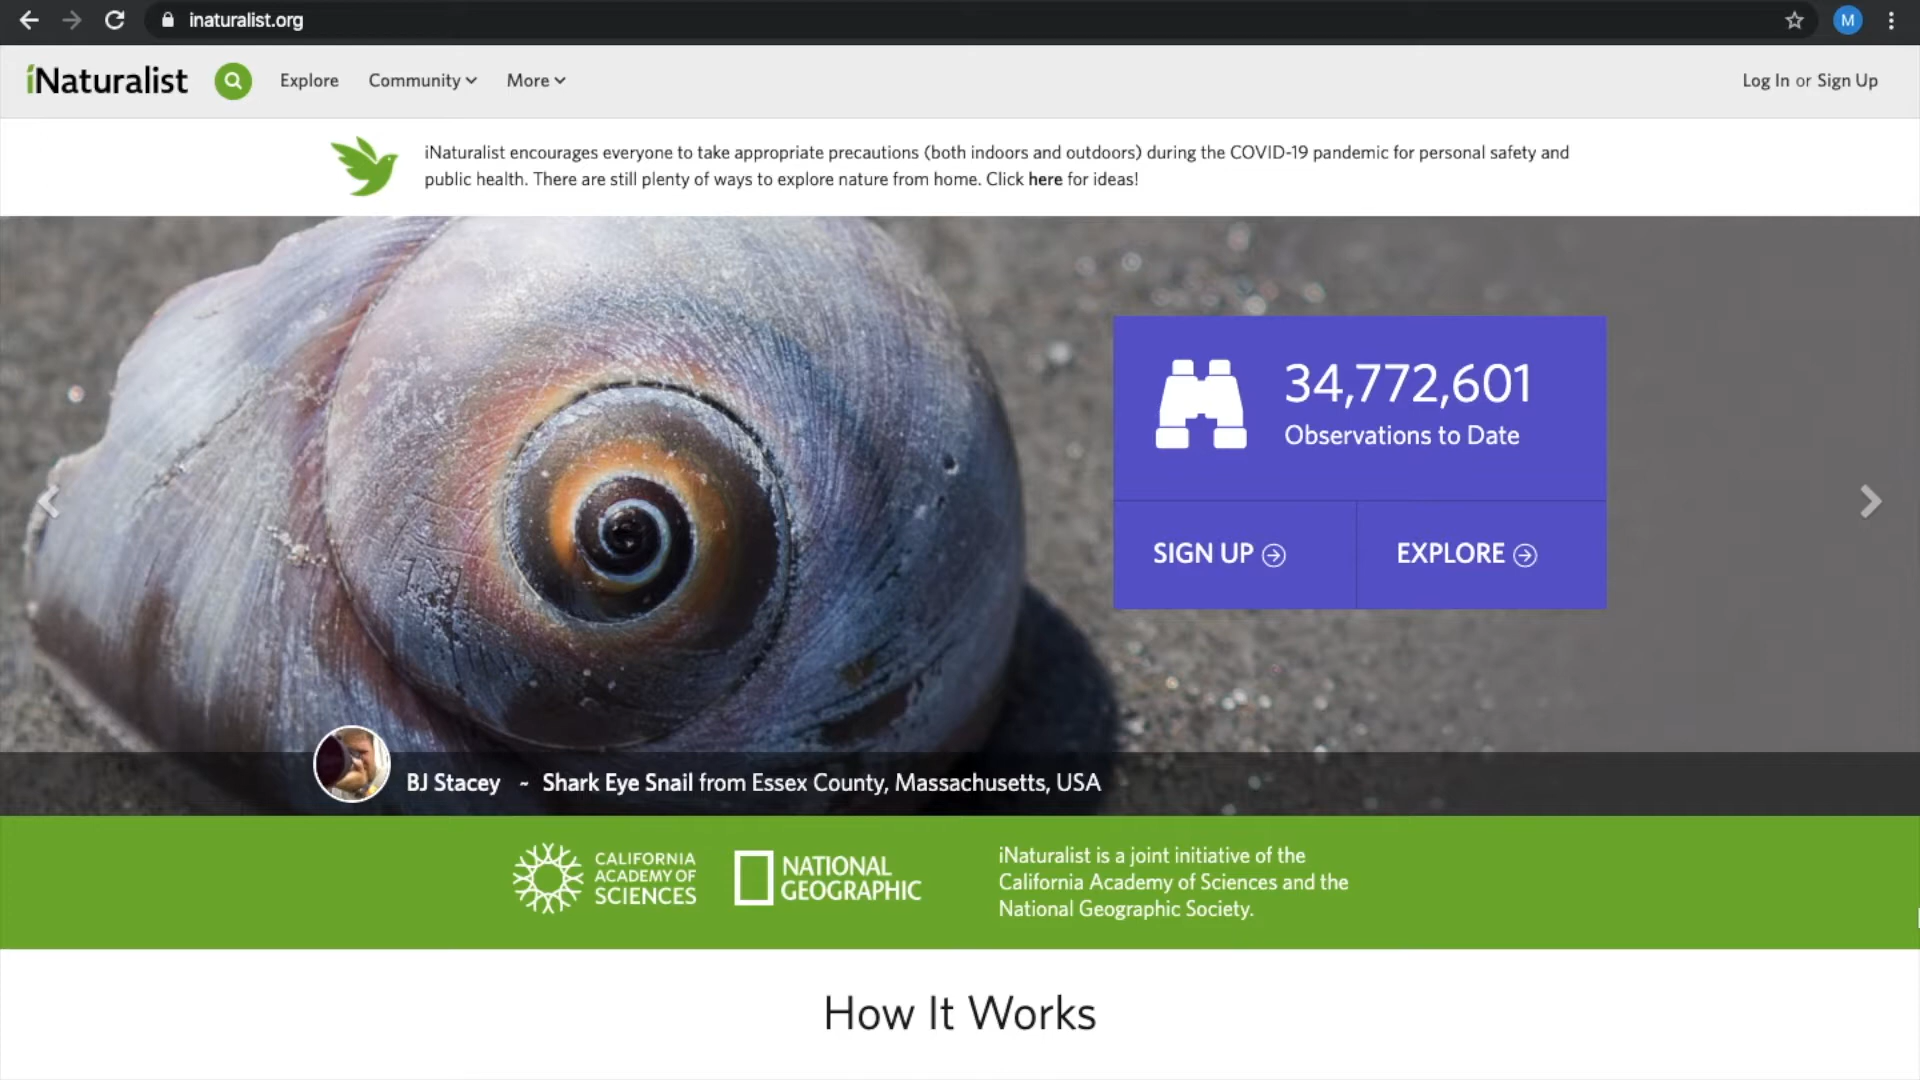 inaturalist.org
M
iNaturalist
Explore
Community
More
Log In or Sign Up
iNaturalist encourages everyone to take appropriate precautions (both indoors and outdoors) during the COVID-19 pandemic for personal safety and
public health. There are still plenty of ways to explore nature from home. Click here for ideas!
34,772,601
Observations to Date
SIGN UP
EXPLORE
BJ Stacey ~ Shark Eye Snail from Essex County, Massachusetts, USA
CALIFORNIA
ACADEMY OF
SCIENCES
NATIONAL
GEOGRAPHIC
iNaturalist is a joint initiative of the
California Academy of Sciences and the
National Geographic Society.
How It Works